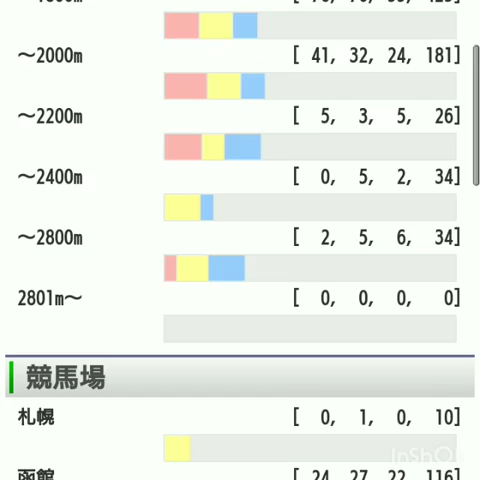 ～2000m [ 41, 32, 24, 181]
～2200m [ 5, 3, 5, 26]
～2400m [ 0, 5, 2, 34]
～2800m [ 2, 5, 6, 34]
2801m～ [ 0, 0, 0, 0]
競馬場
札幌 [ 0, 1, 0, 10]
函館 [ 24, 27, 22, 116]
InShOt